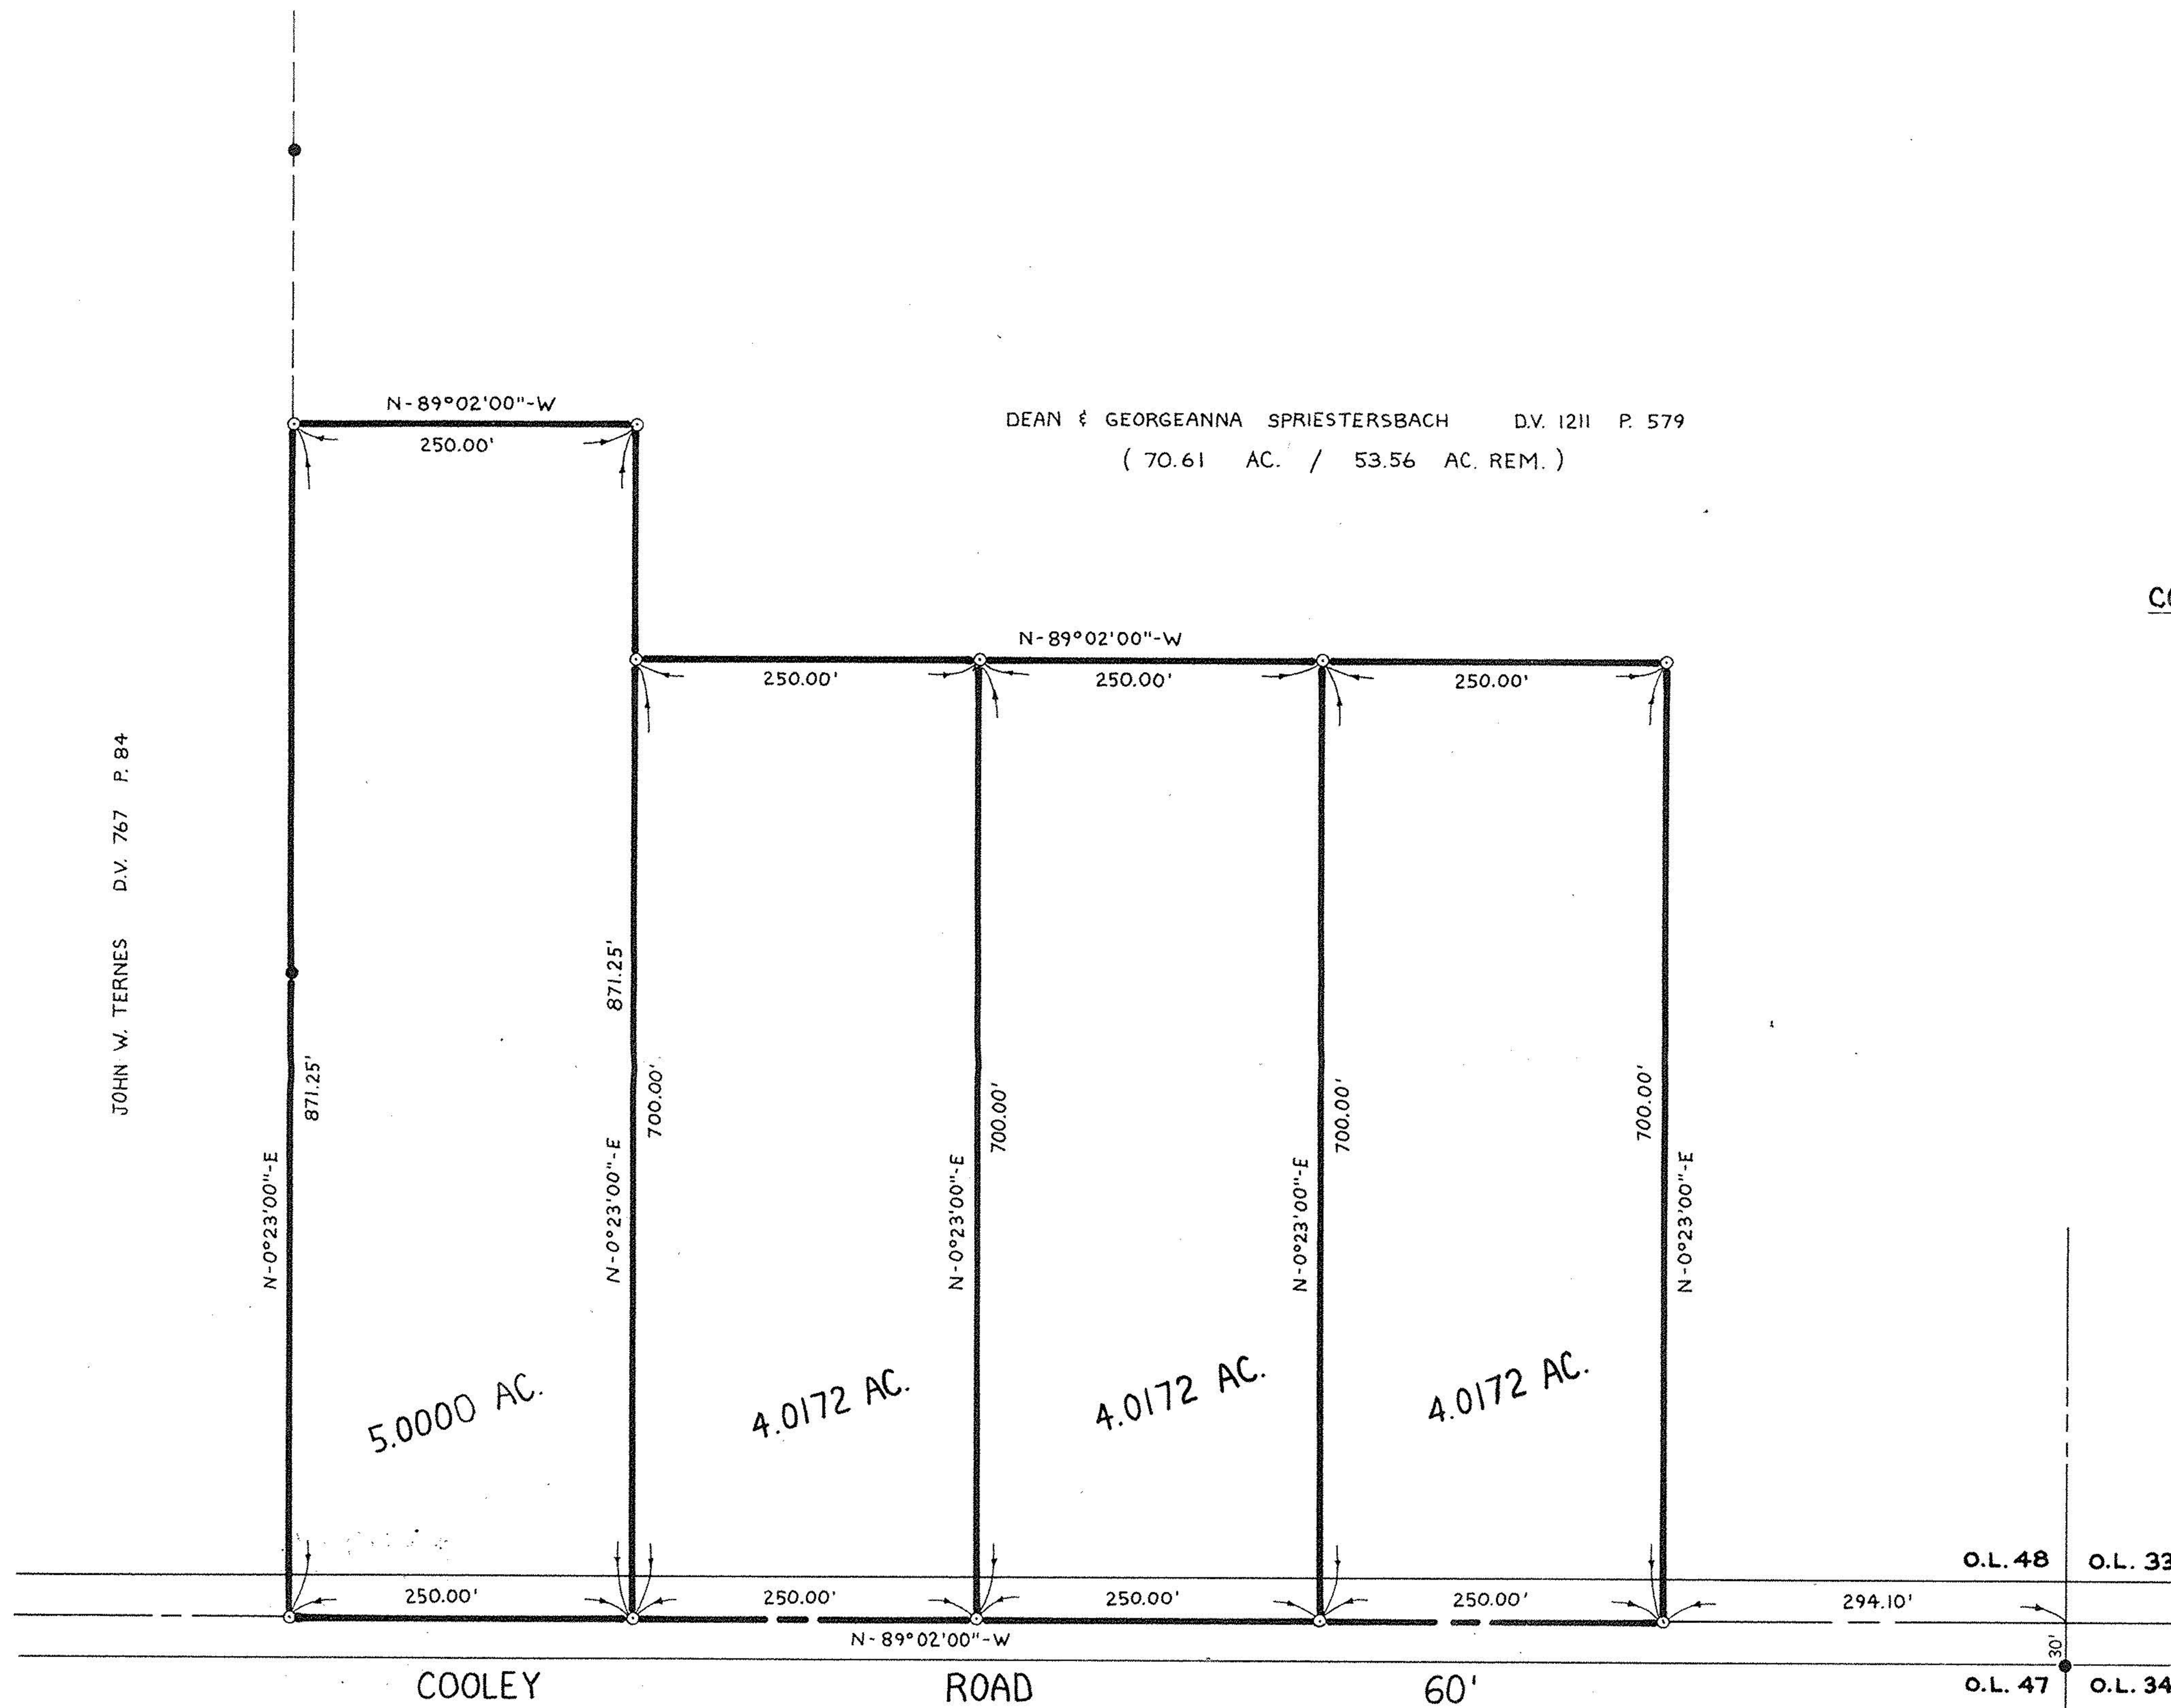 N-89°02'00"-W
250.00'
DEAN & GEORGEANNA SPRIESTERSBACH D.V. 1211 P. 579
( 70.61 AC. / 53.56 AC. REM. )
N-89°02'00"-W
250.00'
250.00'
250.00'
JOHN W. TERNES D.V. 767 P. 84
N-0°23'00"-E
871.25'
N-0°23'00"-E
871.25'
700.00'
N-0°23'00"-E
700.00'
N-0°23'00"-E
700.00'
700.00'
N-0°23'00"-E
5.0000 AC.
4.0172 AC.
4.0172 AC.
4.0172 AC.
O.L. 48
O.L. 33
250.00'
250.00'
250.00'
250.00'
294.10'
N-89°02'00"-W
30'
COOLEY ROAD 60'
O.L. 47
O.L. 34